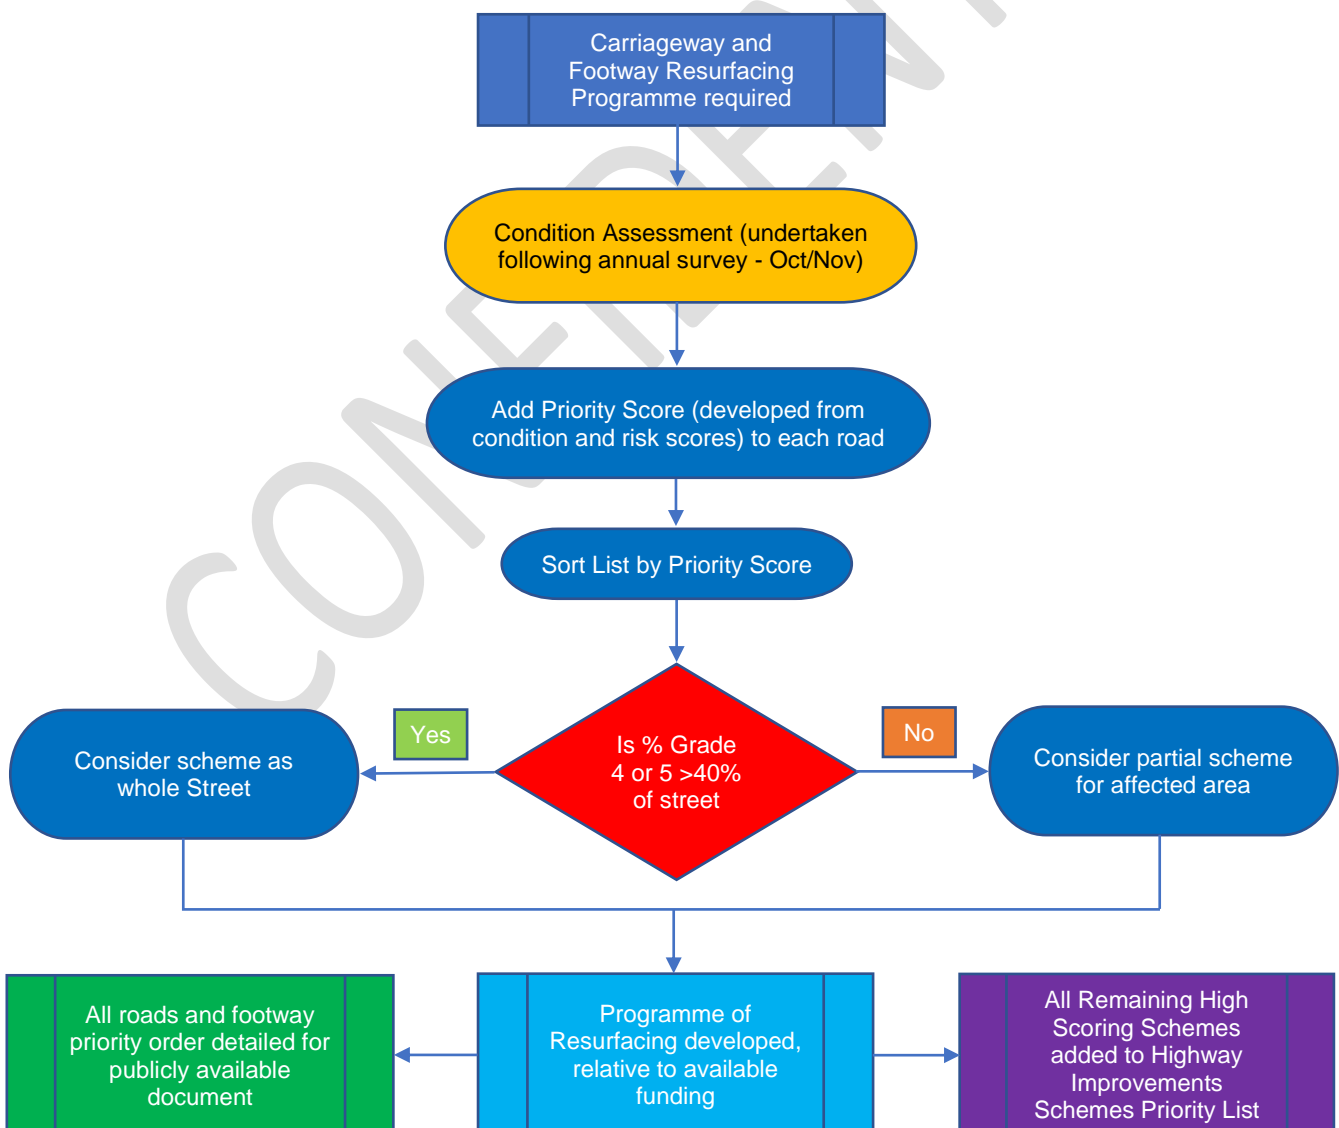 Carriageway and
Footway Resurfacing
Programme required
Condition Assessment (undertaken
following annual survey - Oct/Nov)
Add Priority Score (developed from
condition and risk scores) to each road
Sort List by Priority Score
Yes
Is % Grade
4 or 5 >40%
of street
No
Consider scheme as
whole Street
Consider partial scheme
for affected area
All roads and footway
priority order detailed for
publicly available
document
Programme of
Resurfacing developed,
relative to available
funding
All Remaining High
Scoring Schemes
added to Highway
Improvements
Schemes Priority List